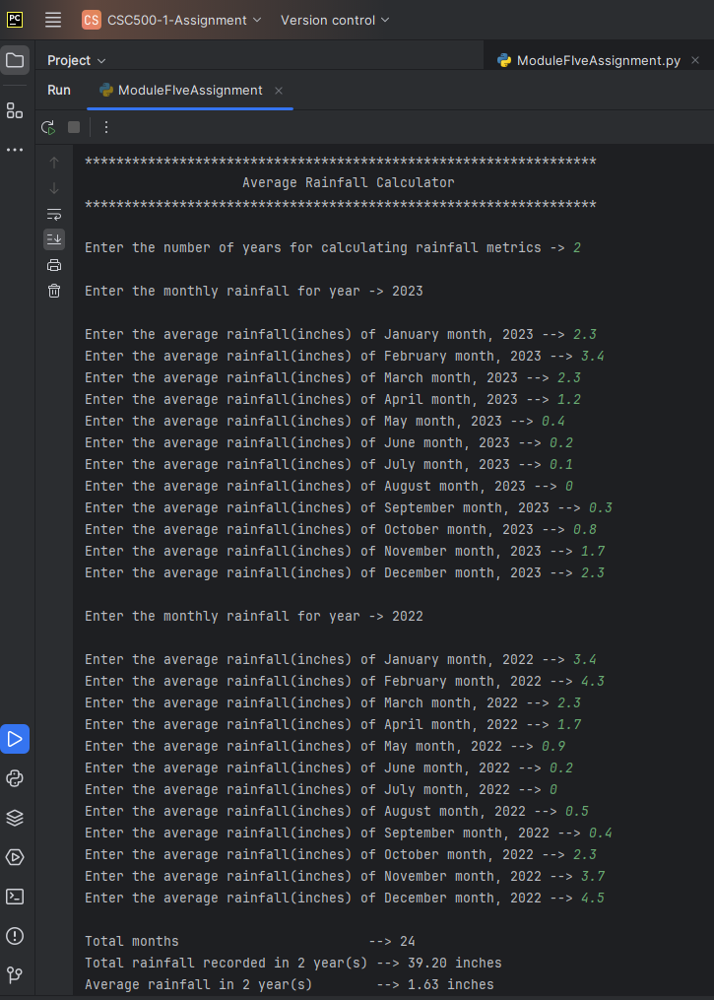 PC CS CSC500-1-Assignment Version control
Project ModuleFIveAssignment.py
Run ModuleFIveAssignment
*****************************************************************
Average Rainfall Calculator
*****************************************************************
Enter the number of years for calculating rainfall metrics -> 2
Enter the monthly rainfall for year -> 2023
Enter the average rainfall(inches) of January month, 2023 --> 2.3
Enter the average rainfall(inches) of February month, 2023 --> 3.4
Enter the average rainfall(inches) of March month, 2023 --> 2.3
Enter the average rainfall(inches) of April month, 2023 --> 1.2
Enter the average rainfall(inches) of May month, 2023 --> 0.4
Enter the average rainfall(inches) of June month, 2023 --> 0.2
Enter the average rainfall(inches) of July month, 2023 --> 0.1
Enter the average rainfall(inches) of August month, 2023 --> 0
Enter the average rainfall(inches) of September month, 2023 --> 0.3
Enter the average rainfall(inches) of October month, 2023 --> 0.8
Enter the average rainfall(inches) of November month, 2023 --> 1.7
Enter the average rainfall(inches) of December month, 2023 --> 2.3
Enter the monthly rainfall for year -> 2022
Enter the average rainfall(inches) of January month, 2022 --> 3.4
Enter the average rainfall(inches) of February month, 2022 --> 4.3
Enter the average rainfall(inches) of March month, 2022 --> 2.3
Enter the average rainfall(inches) of April month, 2022 --> 1.7
Enter the average rainfall(inches) of May month, 2022 --> 0.9
Enter the average rainfall(inches) of June month, 2022 --> 0.2
Enter the average rainfall(inches) of July month, 2022 --> 0
Enter the average rainfall(inches) of August month, 2022 --> 0.5
Enter the average rainfall(inches) of September month, 2022 --> 0.4
Enter the average rainfall(inches) of October month, 2022 --> 2.3
Enter the average rainfall(inches) of November month, 2022 --> 3.7
Enter the average rainfall(inches) of December month, 2022 --> 4.5
Total months --> 24
Total rainfall recorded in 2 year(s) --> 39.20 inches
Average rainfall in 2 year(s) --> 1.63 inches